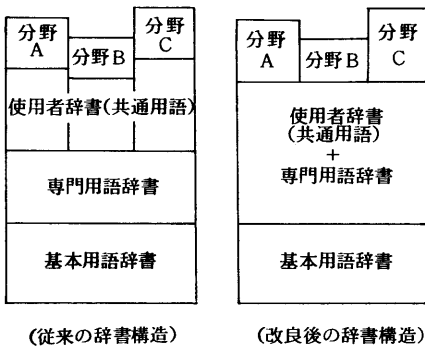 分野
A
分野B
分野
C
使用者辞書(共通用語)
専門用語辞書
基本用語辞書
(従来の辞書構造)
分野
A
分野B
分野
C
使用者辞書
(共通用語)
+
専門用語辞書
基本用語辞書
(改良後の辞書構造)